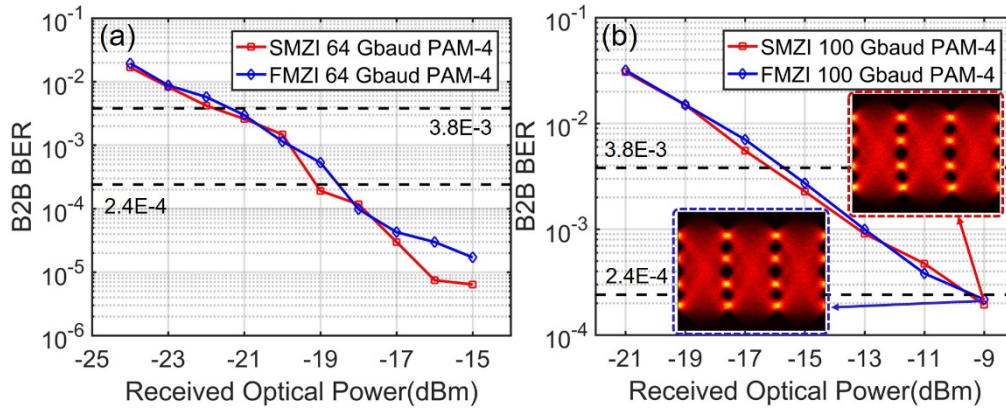 (a)
SMZI 64 Gbaud PAM-4
FMZI 64 Gbaud PAM-4
3.8E-3
2.4E-4
B2B BER
10^-1
10^-2
10^-3
10^-4
10^-5
10^-6
-25 -23 -21 -19 -17 -15
Received Optical Power(dBm)
(b)
SMZI 100 Gbaud PAM-4
FMZI 100 Gbaud PAM-4
3.8E-3
2.4E-4
B2B BER
10^-1
10^-2
10^-3
10^-4
-21 -19 -17 -15 -13 -11 -9
Received Optical Power(dBm)